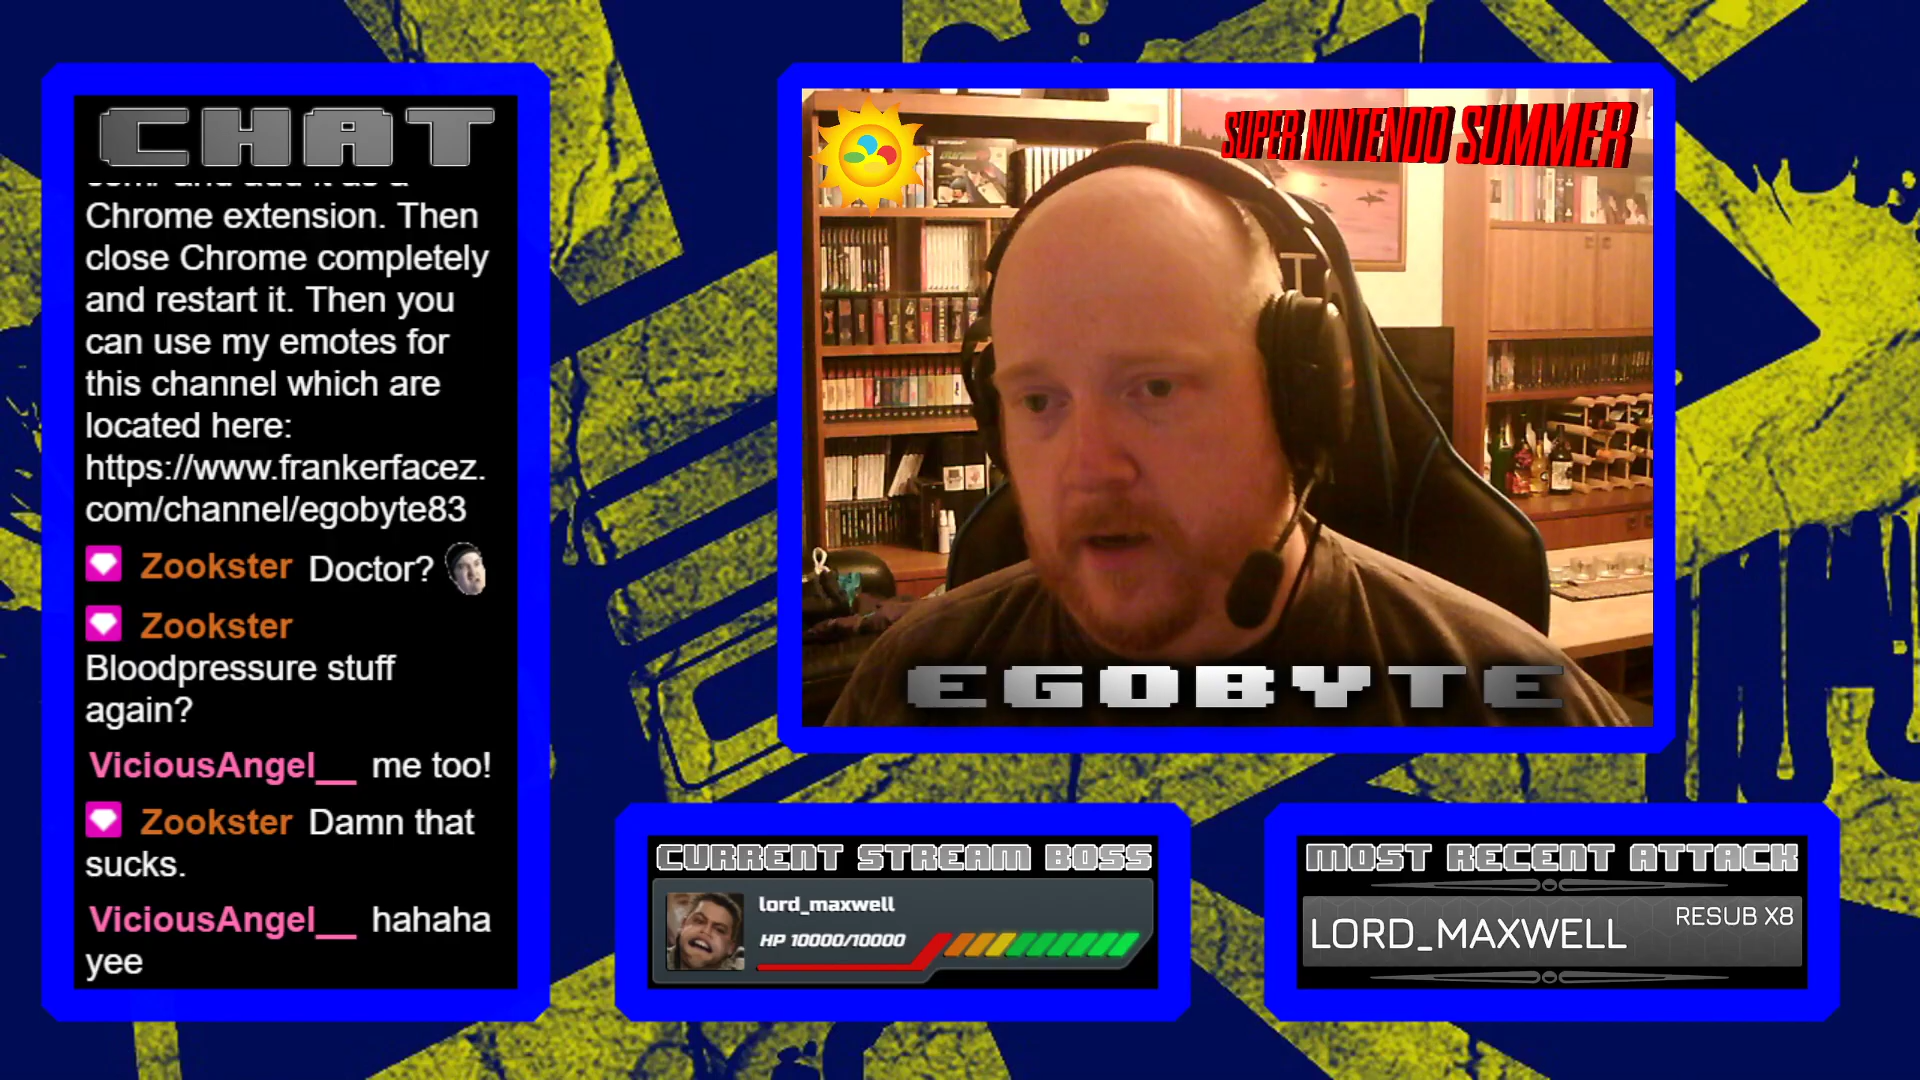 CHAT
Chrome extension. Then
close Chrome completely
and restart it. Then you
can use my emotes for
this channel which are
located here:
https://www.frankerfacez.
com/channel/egobyte83
Zookster Doctor?
Zookster
Bloodpressure stuff
again?
ViciousAngel__ me too!
Zookster Damn that
sucks.
ViciousAngel__ hahaha
yee
SUPER NINTENDO SUMMER
EGOBYTE
CURRENT STREAM BOSS
lord_maxwell
HP 10000/10000
MOST RECENT ATTACK
RESUB X8
LORD_MAXWELL